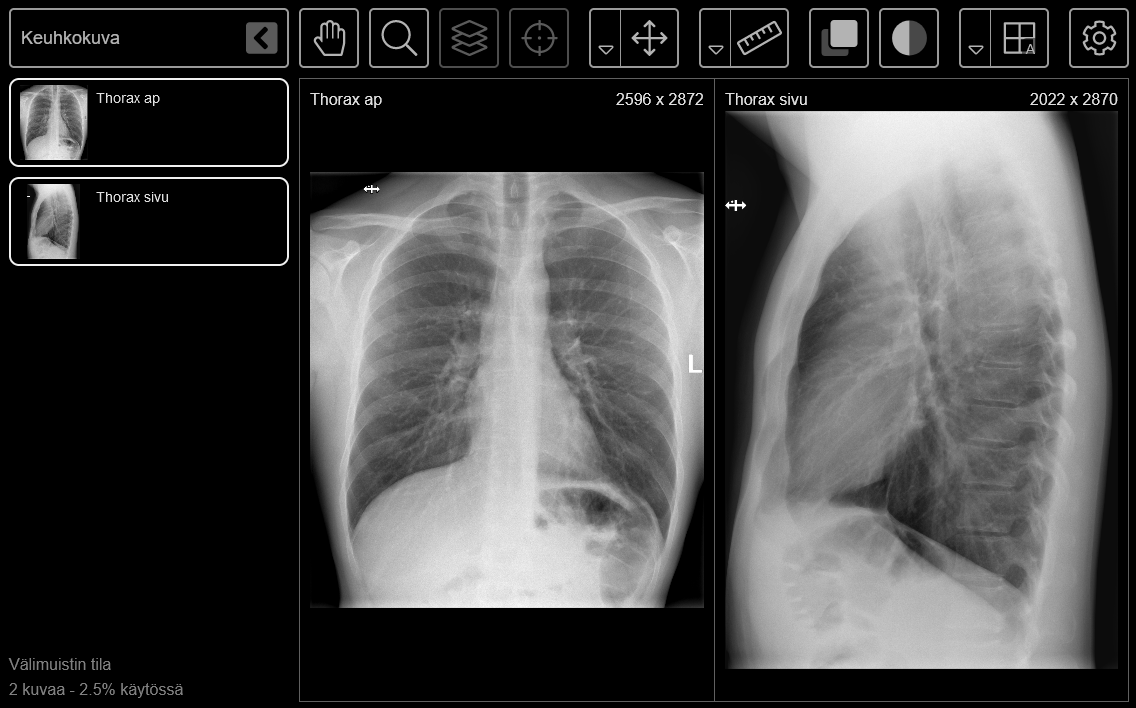 Keuhkokuva
A
Thorax ap
Thorax sivu
Thorax ap 2596 x 2872
L
Thorax sivu 2022 x 2870
Välimuistin tila
2 kuvaa - 2.5% käytössä